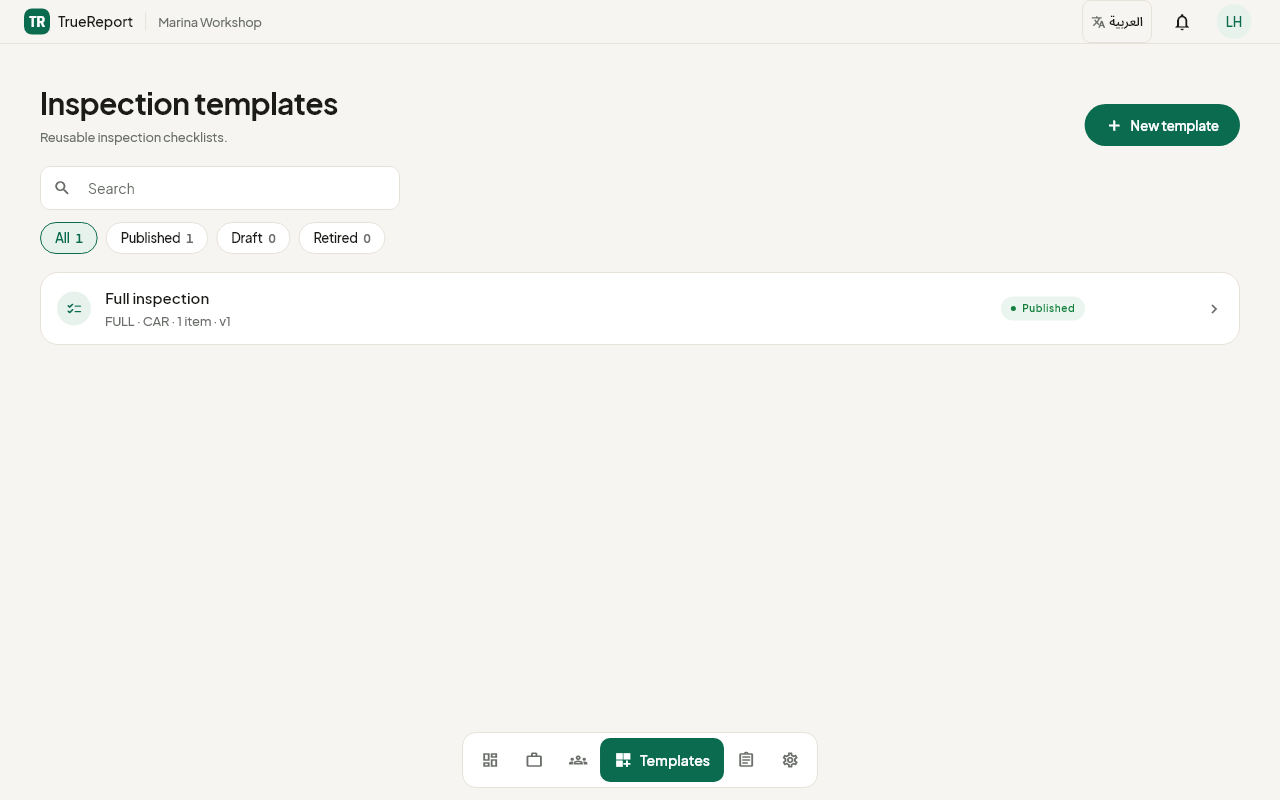 TR TrueReport Marina Workshop العربية LH
Inspection templates
Reusable inspection checklists.
New template
Search
All 1 Published 1 Draft 0 Retired 0
Full inspection
FULL · CAR · 1 item · v1
Published
Templates